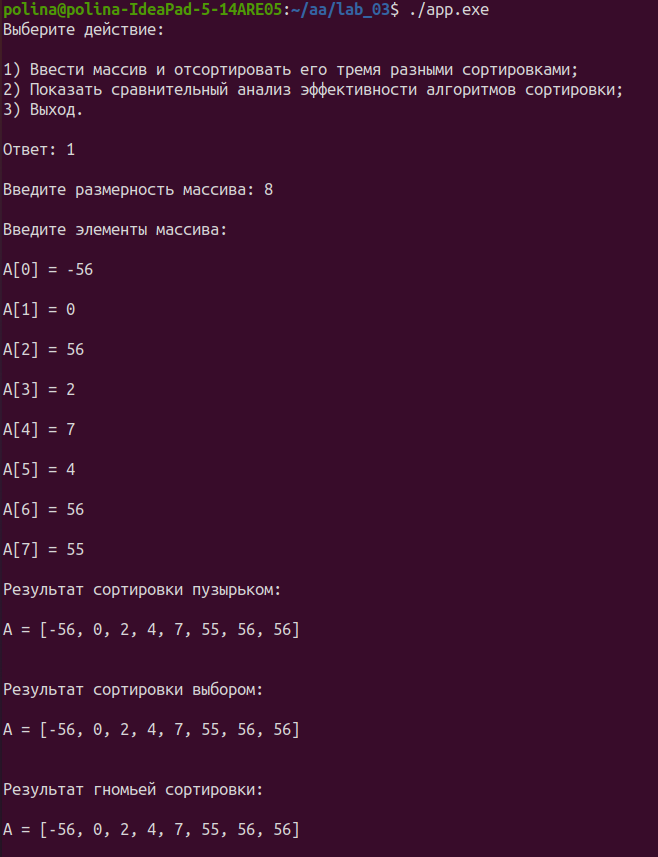 polina@polina-IdeaPad-5-14ARE05:~/aa/lab_03$ ./app.exe
Выберите действие:
1) Ввести массив и отсортировать его тремя разными сортировками;
2) Показать сравнительный анализ эффективности алгоритмов сортировки;
3) Выход.
Ответ: 1
Введите размерность массива: 8
Введите элементы массива:
A[0] = -56
A[1] = 0
A[2] = 56
A[3] = 2
A[4] = 7
A[5] = 4
A[6] = 56
A[7] = 55
Результат сортировки пузырьком:
A = [-56, 0, 2, 4, 7, 55, 56, 56]
Результат сортировки выбором:
A = [-56, 0, 2, 4, 7, 55, 56, 56]
Результат гномьей сортировки:
A = [-56, 0, 2, 4, 7, 55, 56, 56]